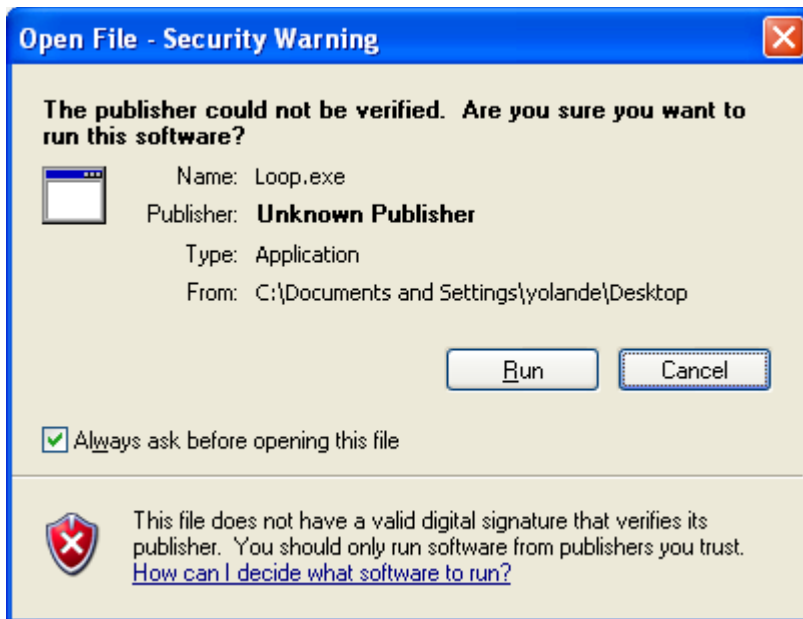 Open File - Security Warning
The publisher could not be verified. Are you sure you want to
run this software?
Name: Loop.exe
Publisher: Unknown Publisher
Type: Application
From: C:\Documents and Settings\yolande\Desktop
Run Cancel
Always ask before opening this file
This file does not have a valid digital signature that verifies its
publisher. You should only run software from publishers you trust.
How can I decide what software to run?